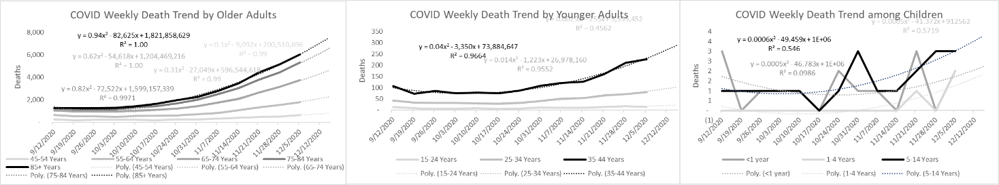 COVID Weekly Death Trend by Older Adults
8,000
6,000
4,000
2,000
-
Deaths
y = 0.94x² - 82,625x + 1,821,858,629
R² = 1.00
y = 0.1x² - 9,092x + 200,510,696
R² = 0.99
y = 0.62x² - 54,618x + 1,204,469,216
R² = 1.00
y = 0.31x² - 27,049x + 596,544,618
R² = 0.99
y = 0.82x² - 72,522x + 1,599,157,339
R² = 0.9971
9/12/2020
9/19/2020
9/26/2020
10/3/2020
10/10/2020
10/17/2020
10/24/2020
10/31/2020
11/7/2020
11/14/2020
11/21/2020
11/28/2020
12/5/2020
12/12/2020
45-54 Years
55-64 Years
65-74 Years
75-84 Years
85+ Years
Poly. (45-54 Years)
Poly. (55-64 Years)
Poly. (65-74 Years)
Poly. (75-84 Years)
Poly. (85+ Years)
COVID Weekly Death Trend by Younger Adults
350
300
250
200
150
100
50
-
Deaths
R² = 0.4562
y = 0.04x² - 3,350x + 73,884,647
R² = 0.9664
y = 0.014x² - 1,223x + 26,978,160
R² = 0.9552
9/12/2020
9/19/2020
9/26/2020
10/3/2020
10/10/2020
10/17/2020
10/24/2020
10/31/2020
11/7/2020
11/14/2020
11/21/2020
11/28/2020
12/5/2020
12/12/2020
15-24 Years
25-34 Years
35-44 Years
Poly. (15-24 Years)
Poly. (25-34 Years)
Poly. (35-44 Years)
COVID Weekly Death Trend among Children
4
3
3
2
2
1
1
-
(1)
Deaths
y = 0.0005x² - 41.372x + 912562
R² = 0.5719
y = 0.0006x² - 49.459x + 1E+06
R² = 0.546
y = 0.0005x² - 46.783x + 1E+06
R² = 0.0986
9/12/2020
9/19/2020
9/26/2020
10/3/2020
10/10/2020
10/17/2020
10/24/2020
10/31/2020
11/7/2020
11/14/2020
11/21/2020
11/28/2020
12/5/2020
12/12/2020
<1 year
1-4 Years
5-14 Years
Poly. (<1 year)
Poly. (1-4 Years)
Poly. (5-14 Years)